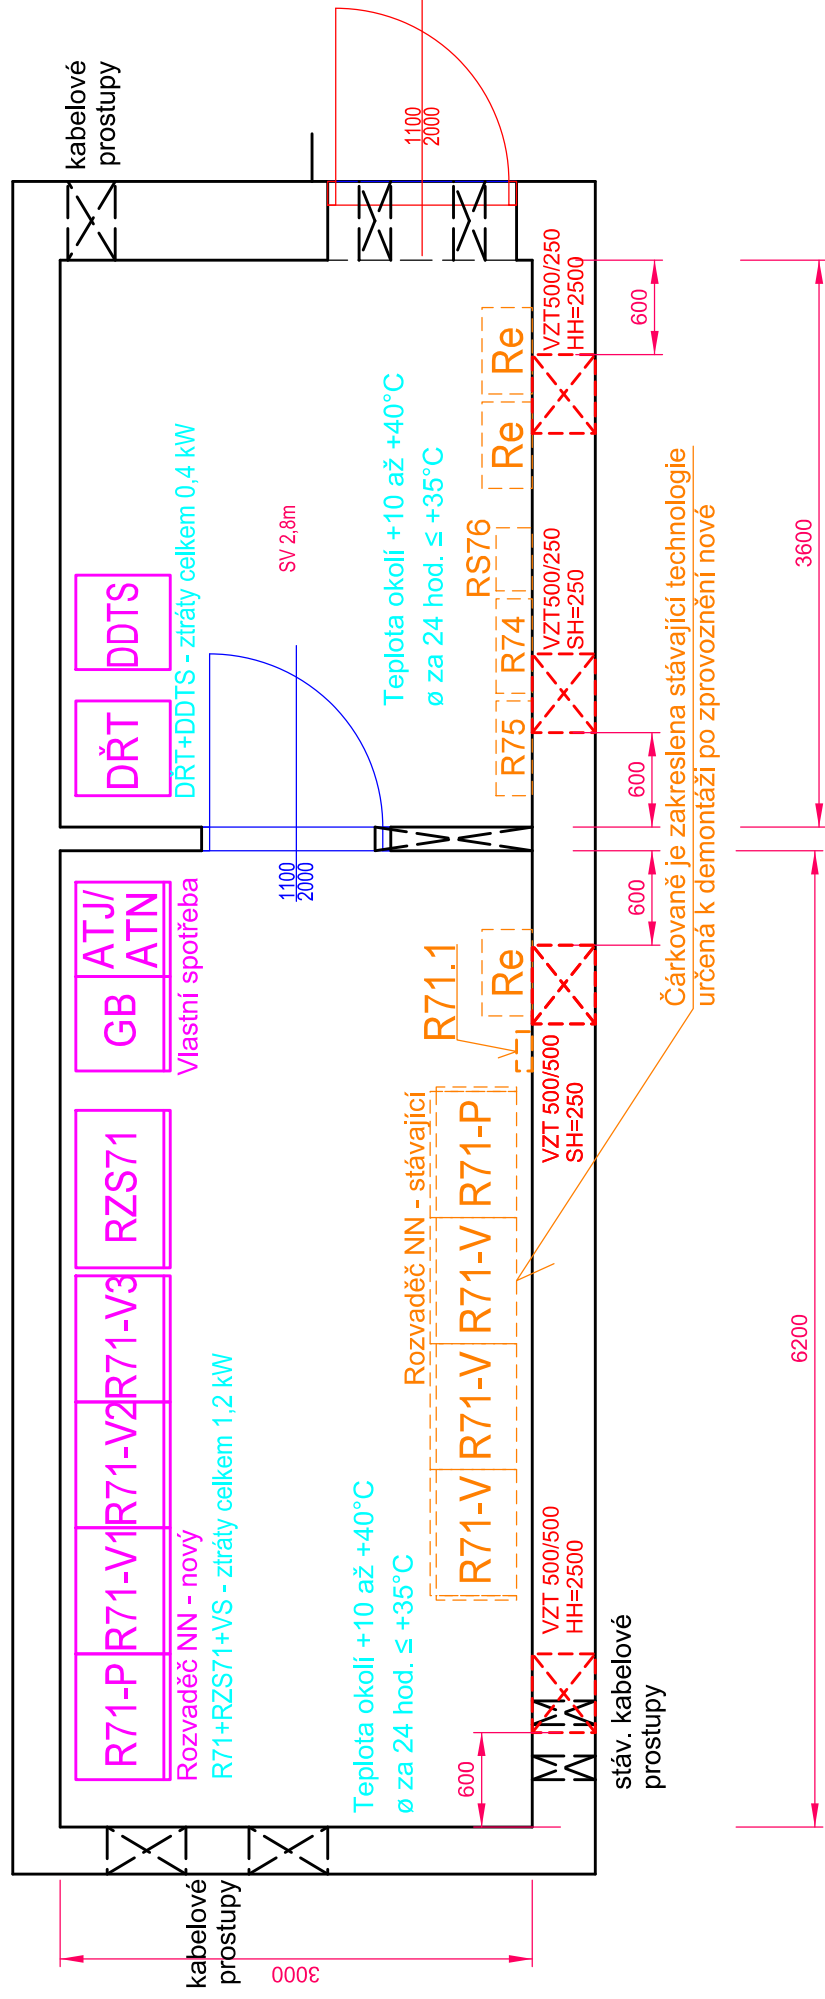 kabelové
prostupy
R71-P
R71-V1
R71-V2
R71-V3
RZS71
GB
ATJ/
ATN
DŘT
DDTS
kabelové
prostupy
Rozvaděč NN - nový
Vlastní spotřeba
R71+RZS71+VS - ztráty celkem 1,2 kW
DŘT+DDTS - ztráty celkem 0,4 kW
1100
2000
SV 2,8m
1100
2000
3000
Teplota okolí +10 až +40°C
ø za 24 hod. ≤ +35°C
Teplota okolí +10 až +40°C
ø za 24 hod. ≤ +35°C
Rozvaděč NN - stávající
R71.1
RS76
R71-V
R71-V
R71-V
R71-P
Re
R75
R74
Re
Re
600
VZT 500/500
HH=2500
VZT 500/500
SH=250
VZT500/250
SH=250
VZT500/250
HH=2500
stáv. kabelové
prostupy
600
600
600
Čárkovaně je zakreslena stávající technologie
určená k demontáži po zprovoznění nové
6200
3600